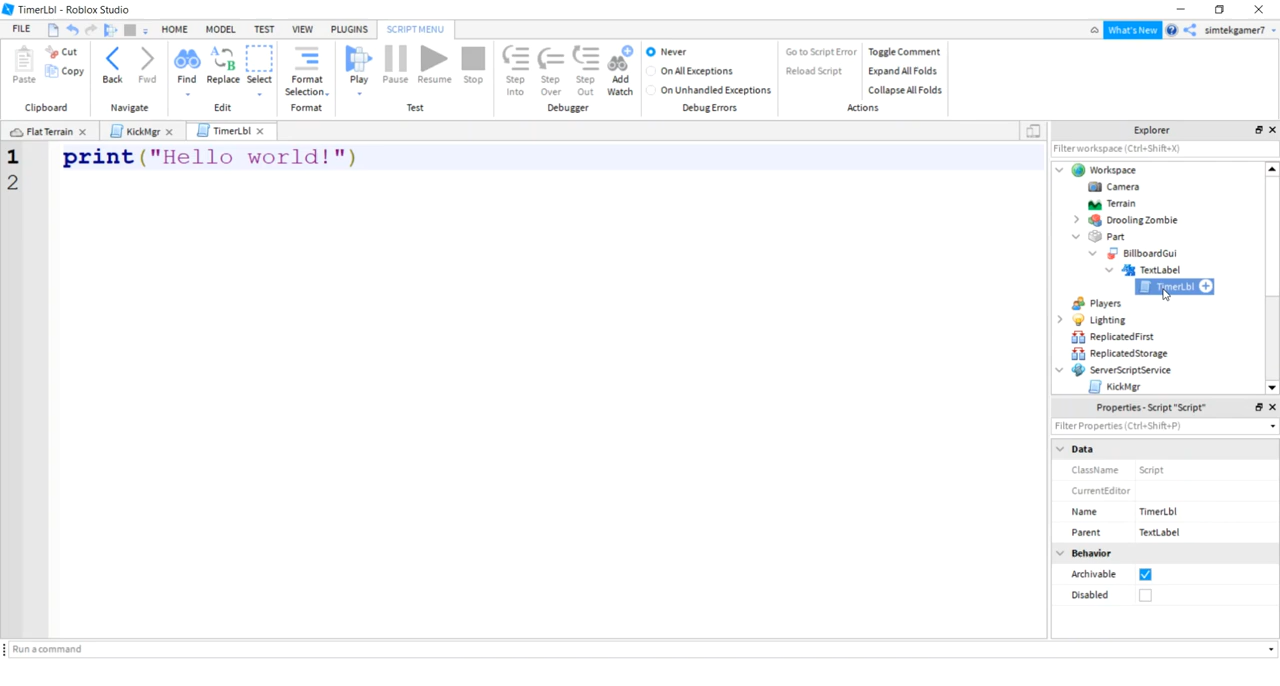 TimerLbl - Roblox Studio
FILE HOME MODEL TEST VIEW PLUGINS SCRIPT MENU What's New simtekgamer7
Paste Cut Copy Clipboard
Back Fwd Navigate
Find Replace Select Edit
Format Selection Format
Play Pause Resume Stop Test
Step Into Step Over Step Out Add Watch Debugger
Never
On All Exceptions
On Unhandled Exceptions
Debug Errors
Go to Script Error Toggle Comment
Reload Script Expand All Folds
Collapse All Folds
Actions
Flat Terrain KickMgr TimerLbl
1 print("Hello world!")
2
Explorer
Filter workspace (Ctrl+Shift+X)
Workspace
Camera
Terrain
Drooling Zombie
Part
BillboardGui
TextLabel
TimerLbl
Players
Lighting
ReplicatedFirst
ReplicatedStorage
ServerScriptService
KickMgr
Properties - Script "Script"
Filter Properties (Ctrl+Shift+P)
Data
ClassName Script
CurrentEditor
Name TimerLbl
Parent TextLabel
Behavior
Archivable
Disabled
Run a command